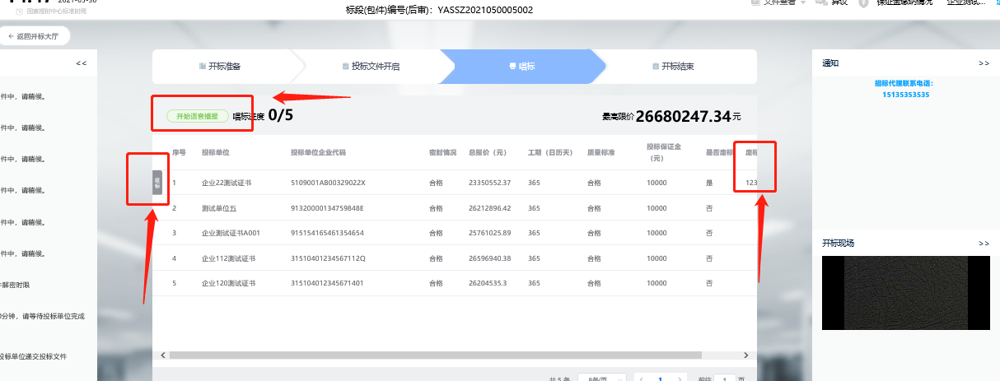 2021-05-30
国家授时中心标准时间
标段(包件)编号(后审)：YASSZ2021050005002
文件查看
异议
保证金缴纳情况
企业测试...
← 返回开标大厅
<<
件中，请稍候。
件中，请稍候。
件中，请稍候。
件中，请稍候。
件中，请稍候。
件中，请稍候。
解密时限
分钟，请等待投标单位完成
投标单位递交投标文件
开标准备
投标文件开启
唱标
开标结束
开始语音播报 唱标进度 0/5
最高限价26680247.34元
序号 投标单位 投标单位企业代码 密封情况 总报价（元） 工期（日历天） 质量标准 投标保证金（元） 是否废标 废标
废标 1 企业22测试证书 5109001AB00329022X 合格 23350552.37 365 合格 10000 是 123
2 测试单位五 91320000134759848E 合格 26212896.42 365 合格 10000 否
3 企业测试证书A001 915154165461354654 合格 25761025.89 365 合格 10000 否
4 企业112测试证书 31510401234567112Q 合格 26596940.38 365 合格 10000 否
5 企业120测试证书 315104012345671401 合格 26204535.3 365 合格 10000 否
共 5 条 8条/页 < 1 > 前往 1 页
通知 >>
招标代理联系电话：
15135353535
开标现场 >>